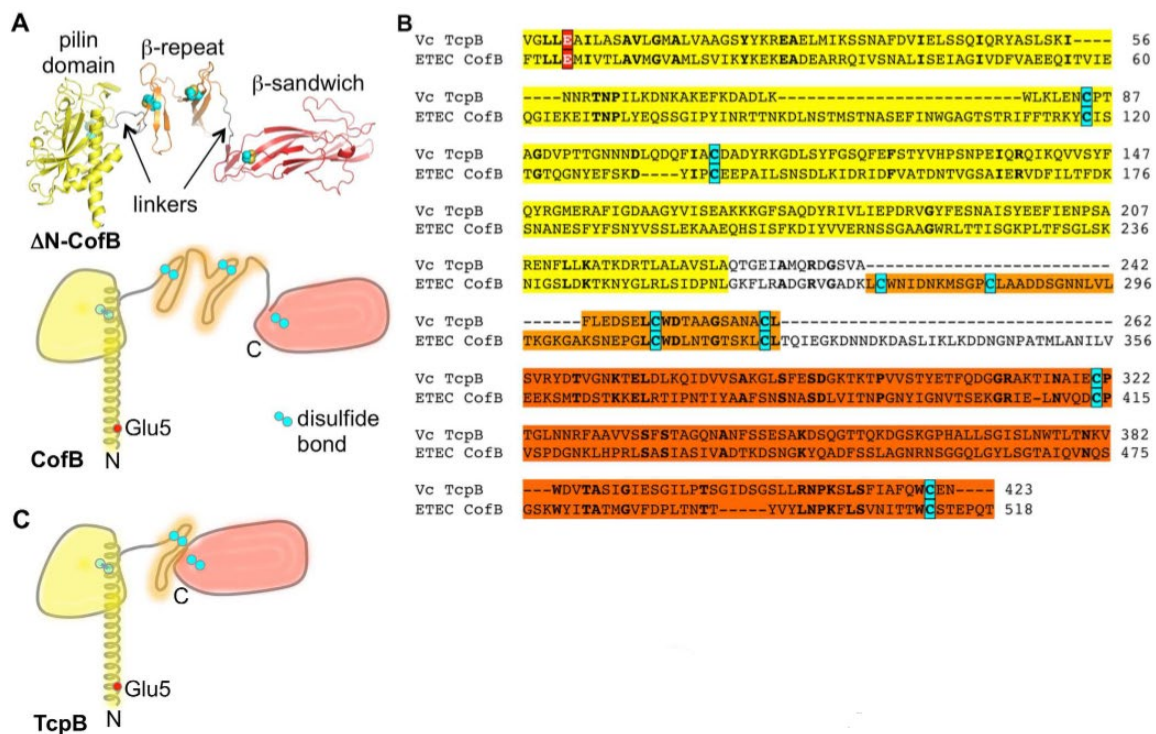 A
pilin
domain
β-repeat
β-sandwich
linkers
ΔN-CofB
C
Glu5
N
CofB
disulfide
bond
C
C
Glu5
N
TcpB
B
Vc TcpB VGLLEAILASAVLGMALVAAGSYYKREAELMIKSSNAFDVIELSSQIQRYASLSKI---- 56
ETEC CofB FTLLEMIVTLAVMGVAMLSVIKYKEKEADEARRQIVSNALISEIAGIVDFVAEEQITVIE 60
Vc TcpB ----NNRTNPILKDNKAKEFKDADLK-------------------------WLKLENCPT 87
ETEC CofB QGIEKEITNPLYEQSSGIPYINRTTNKDLNSTMSTNASEFINWGAGTSTRIFFTRKYCIS 120
Vc TcpB AGDVPTTGNNNDLQDQFIACDADYRKGDLSYFGSQFEFSTYVHPSNPEIQRQIKQVVSYF 147
ETEC CofB TGTQGNYEFSKD----YIPCEEPAILSNSDLKIDRIDFVATDNTVGSAIERVDFILTFDK 176
Vc TcpB QYRGMERAFIGDAAGYVISEAKKKGFSAQDYRIVLIEPDRVGYFESNAISYEEFIENPSA 207
ETEC CofB SNANESFYFSNYVSSLEKAAEQHSISFKDIYVVERNSSGAAGWRLTTISGKPLTFSGLSK 236
Vc TcpB RENFLLKATKDRTLALAVSLAQTGEIAMQRDGSVA------------------------- 242
ETEC CofB NIGSLDKTKNYGLRLSIDPNLGKFLRADGRVGADKLCWNIDNKMSGPCLAADDSGNNLVL 296
Vc TcpB ------FLEDSELCWDTAAGSANACL---------------------------------- 262
ETEC CofB TKGKGAKSNEPGLCWDLNTGTSKLCLTQIEGKDNNDKDASLIKLKDDNGNPATMLANILV 356
Vc TcpB SVRYDTVGNKTELDLKQIDVVSAKGLSFESDGKTKTPVVSTYETFQDGGRAKTINAIECP 322
ETEC CofB EEKSMTDSTKKELRTIPNTIYAAFSNSNASDLVITNPGNYIGNVTSEKGRIE-LNVQDCP 415
Vc TcpB TGLNNRFAAVVSSFSTAGQNANFSSESAKDSQGTTQKDGSKGPHALLSGISLNWTLTNKV 382
ETEC CofB VSPDGNKLHPRLSASIASIVADTKDSNGKYQADFSSLAGNRNSGGQLGYLSGTAIQVNQS 475
Vc TcpB ---WDVTASIGIESGILPTSGIDSGSLLRNPKSLSFIAFQWCEN---- 423
ETEC CofB GSKWYITATMGVFDPLTNTT-----YVYLNPKFLSVNITTWCSTEPQT 518